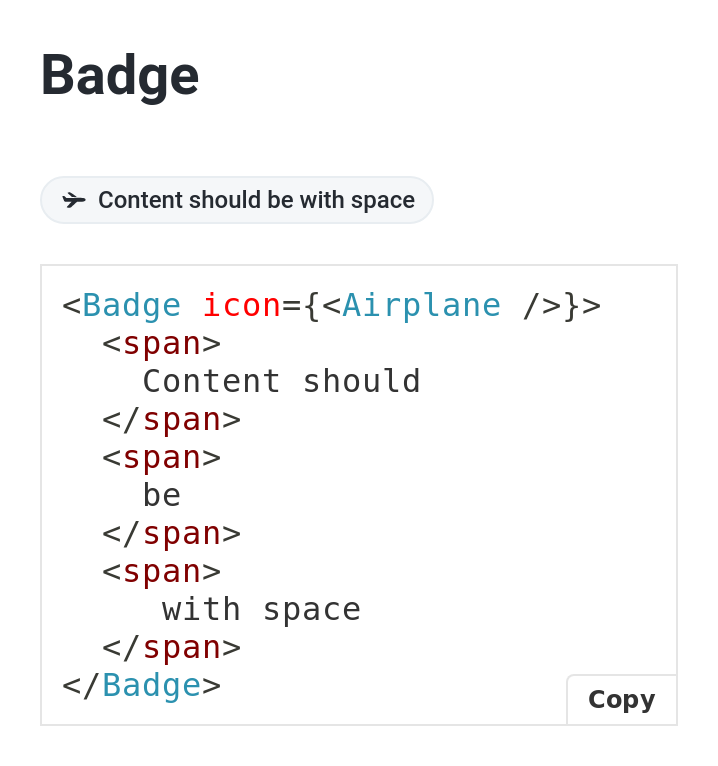 Badge
Content should be with space
<Badge icon={<Airplane />}>
  <span>
    Content should
  </span>
  <span>
    be
  </span>
  <span>
     with space
  </span>
</Badge>
Copy